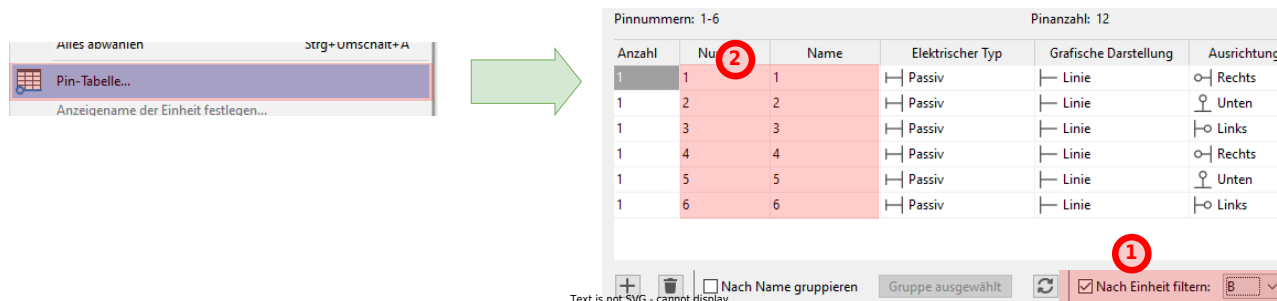 Alles abwählen Strg+Umschalt+A
Pin-Tabelle...
Anzeigename der Einheit festlegen...
Pinnummern: 1-6 Pinanzahl: 12
Anzahl 2 Name Elektrischer Typ Grafische Darstellung Ausrichtung
1 1 1 Passiv Linie Rechts
1 2 2 Passiv Linie Unten
1 3 3 Passiv Linie Links
1 4 4 Passiv Linie Rechts
1 5 5 Passiv Linie Unten
1 6 6 Passiv Linie Links
1
Nach Name gruppieren Gruppe ausgewählt Nach Einheit filtern: B
Text is not SVG - cannot display